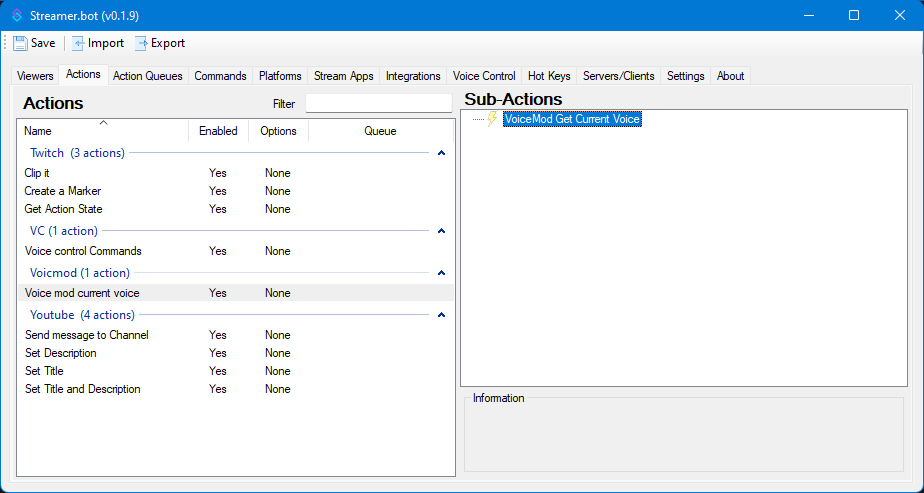 Streamer.bot (v0.1.9)
Save Import Export
Viewers Actions Action Queues Commands Platforms Stream Apps Integrations Voice Control Hot Keys Servers/Clients Settings About
Actions Filter
Name Enabled Options Queue
Twitch (3 actions)
Clip it Yes None
Create a Marker Yes None
Get Action State Yes None
VC (1 action)
Voice control Commands Yes None
Voicmod (1 action)
Voice mod current voice Yes None
Youtube (4 actions)
Send message to Channel Yes None
Set Description Yes None
Set Title Yes None
Set Title and Description Yes None
Sub-Actions
VoiceMod Get Current Voice
Information